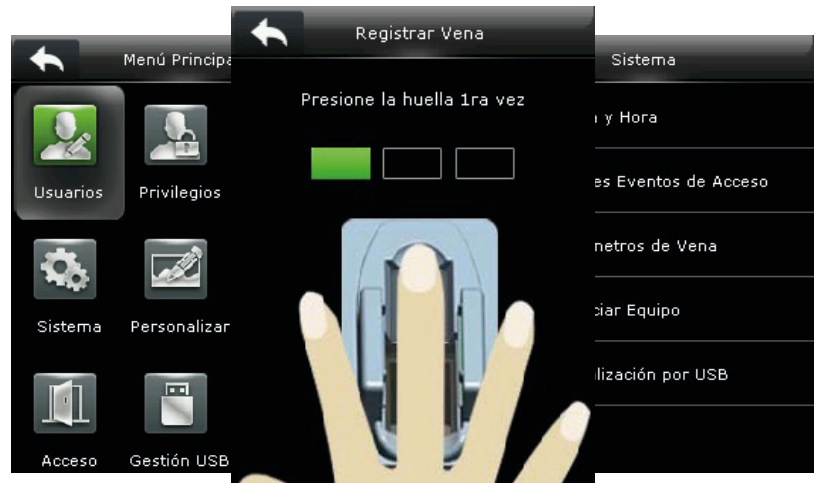 Menú Principa
Usuarios
Privilegios
Sistema
Personalizar
Acceso
Gestión USB
Registrar Vena
Presione la huella 1ra vez
Sistema
y Hora
es Eventos de Acceso
netros de Vena
ciar Equipo
lización por USB